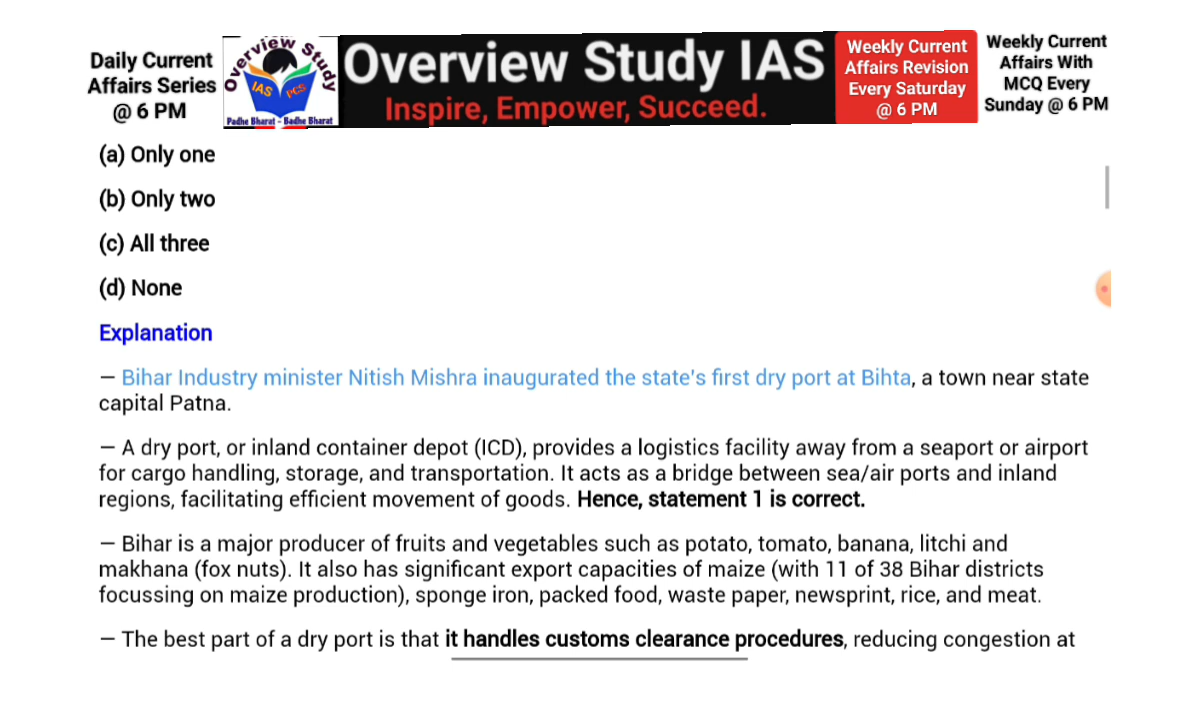 Daily Current
Affairs Series
@ 6 PM
Overview Study
IAS PCS
Padhe Bharat - Badhe Bharat
Overview Study IAS
Inspire, Empower, Succeed.
Weekly Current
Affairs Revision
Every Saturday
@ 6 PM
Weekly Current
Affairs With
MCQ Every
Sunday @ 6 PM
(a) Only one
(b) Only two
(c) All three
(d) None
Explanation
— Bihar Industry minister Nitish Mishra inaugurated the state's first dry port at Bihta, a town near state
capital Patna.
— A dry port, or inland container depot (ICD), provides a logistics facility away from a seaport or airport
for cargo handling, storage, and transportation. It acts as a bridge between sea/air ports and inland
regions, facilitating efficient movement of goods. Hence, statement 1 is correct.
— Bihar is a major producer of fruits and vegetables such as potato, tomato, banana, litchi and
makhana (fox nuts). It also has significant export capacities of maize (with 11 of 38 Bihar districts
focussing on maize production), sponge iron, packed food, waste paper, newsprint, rice, and meat.
— The best part of a dry port is that it handles customs clearance procedures, reducing congestion at